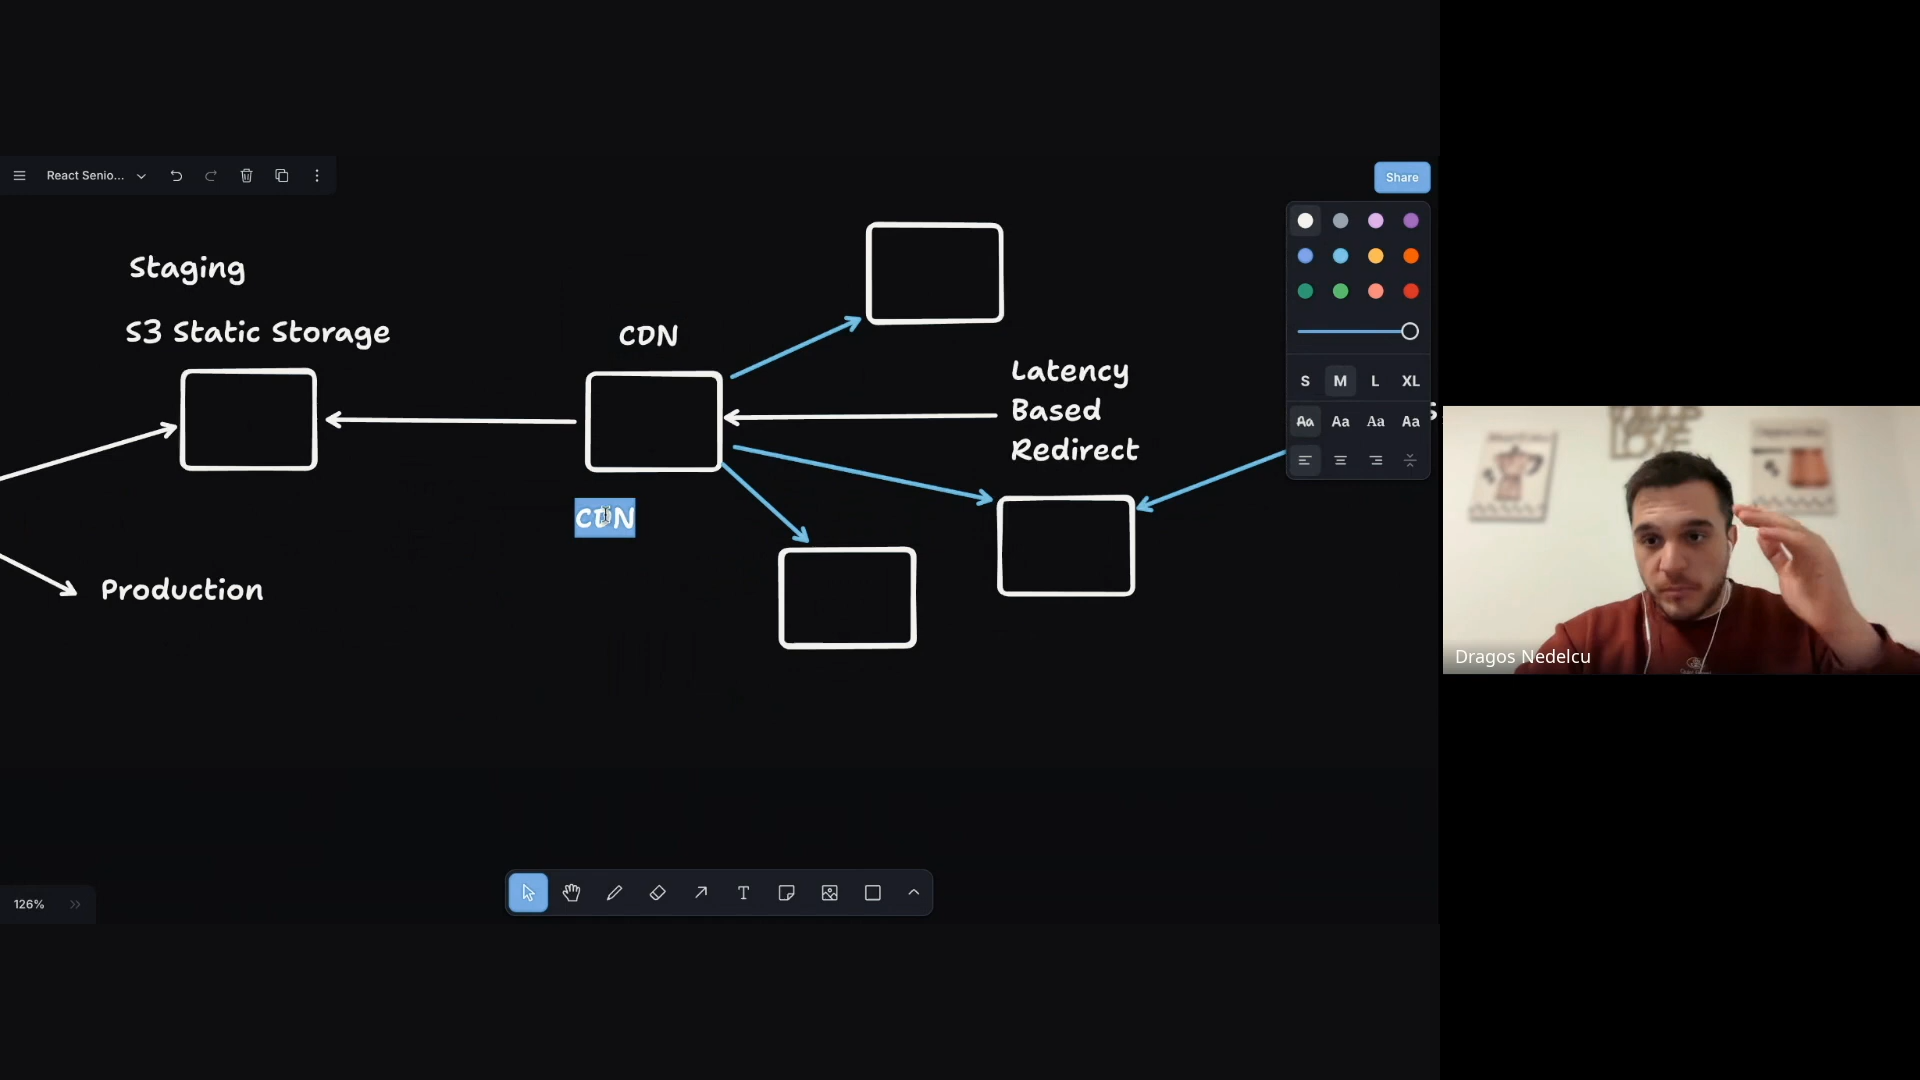 React Senio...
Share
Staging
S3 Static Storage
CDN
Latency
Based
Redirect
CDN
Production
S M L XL
Aa Aa Aa Aa
Dragos Nedelcu
126%